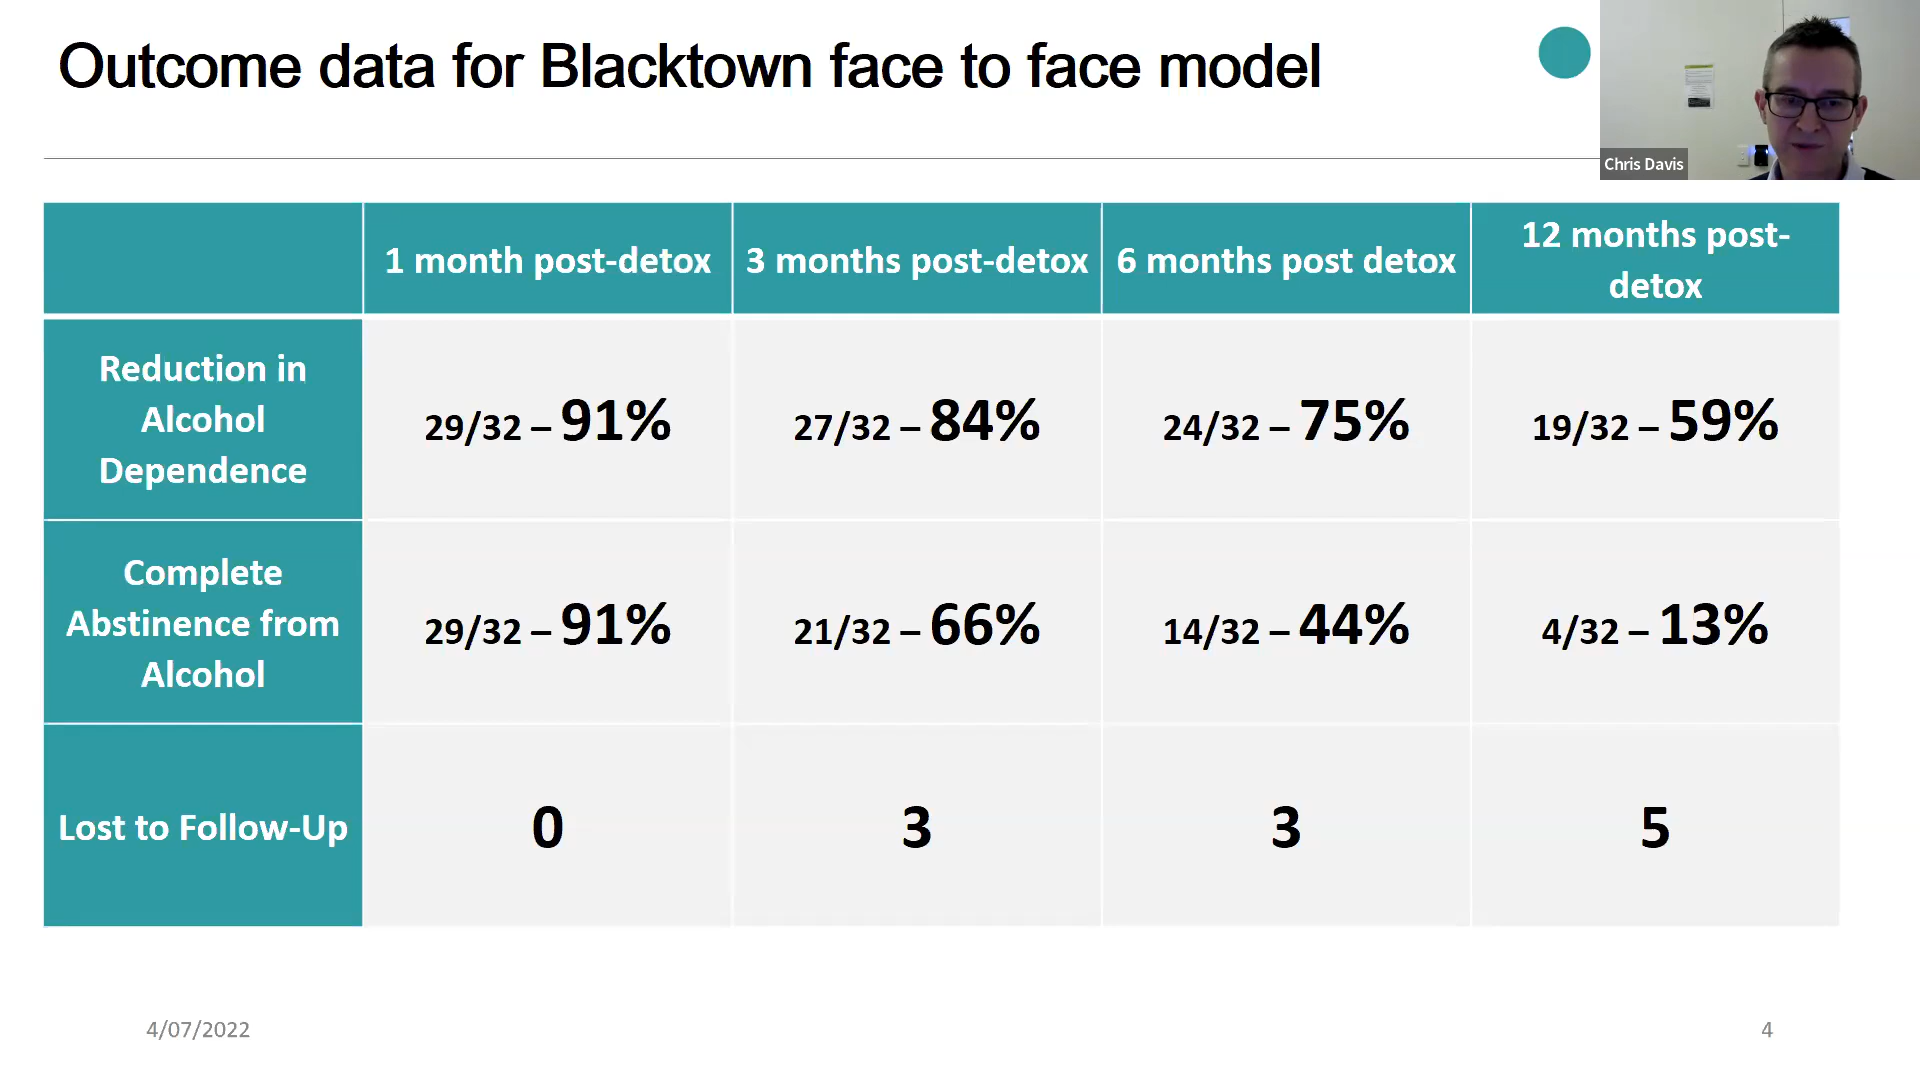 Outcome data for Blacktown face to face model
Chris Davis
1 month post-detox
3 months post-detox
6 months post detox
12 months post-
detox
Reduction in
Alcohol
Dependence
29/32 – 91%
27/32 – 84%
24/32 – 75%
19/32 – 59%
Complete
Abstinence from
Alcohol
29/32 – 91%
21/32 – 66%
14/32 – 44%
4/32 – 13%
Lost to Follow-Up
0
3
3
5
4/07/2022
4